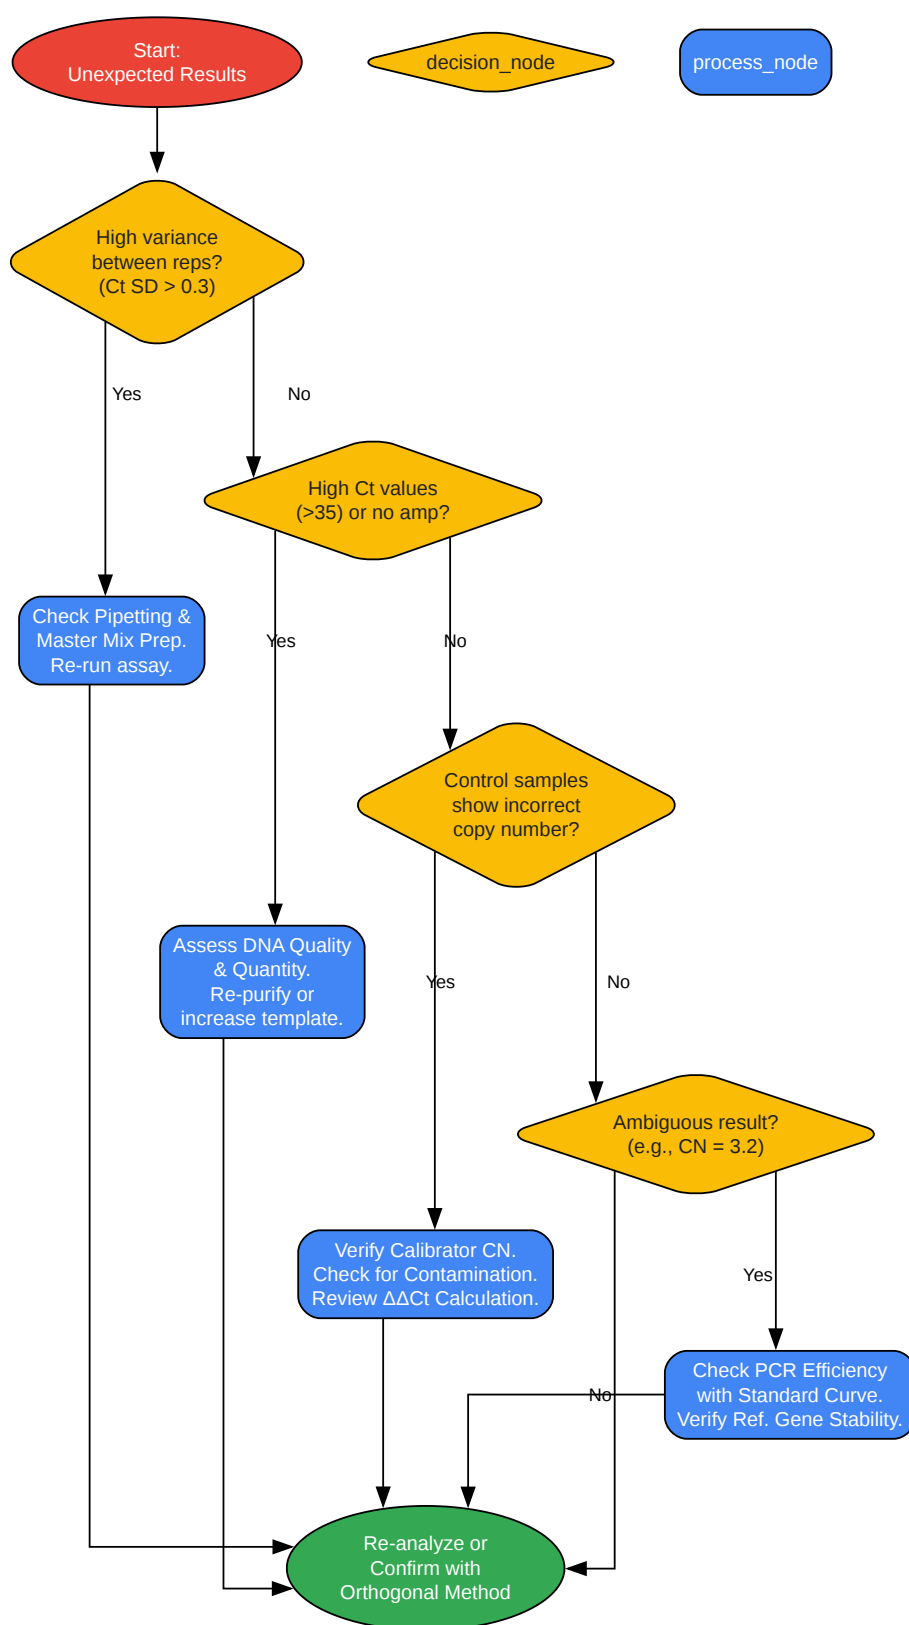 Start:
Unexpected Results
decision_node
process_node
High variance
between reps?
(Ct SD > 0.3)
Yes
No
High Ct values
(>35) or no amp?
Check Pipetting &
Master Mix Prep.
Re-run assay.
Yes
No
Control samples
show incorrect
copy number?
Assess DNA Quality
& Quantity.
Re-purify or
increase template.
Yes
No
Ambiguous result?
(e.g., CN = 3.2)
Verify Calibrator CN.
Check for Contamination.
Review ΔΔCt Calculation.
Yes
No
Check PCR Efficiency
with Standard Curve.
Verify Ref. Gene Stability.
Re-analyze or
Confirm with
Orthogonal Method